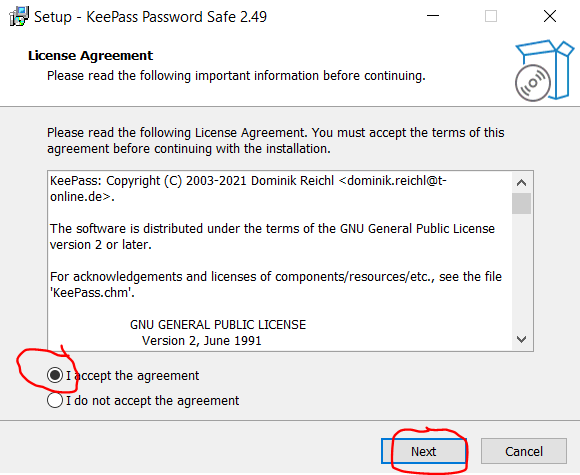 Setup - KeePass Password Safe 2.49
License Agreement
Please read the following important information before continuing.
Please read the following License Agreement. You must accept the terms of this
agreement before continuing with the installation.
KeePass: Copyright (C) 2003-2021 Dominik Reichl <dominik.reichl@t-
online.de>.
The software is distributed under the terms of the GNU General Public License
version 2 or later.
For acknowledgements and licenses of components/resources/etc., see the file
'KeePass.chm'.
GNU GENERAL PUBLIC LICENSE
Version 2, June 1991
I accept the agreement
I do not accept the agreement
Next
Cancel